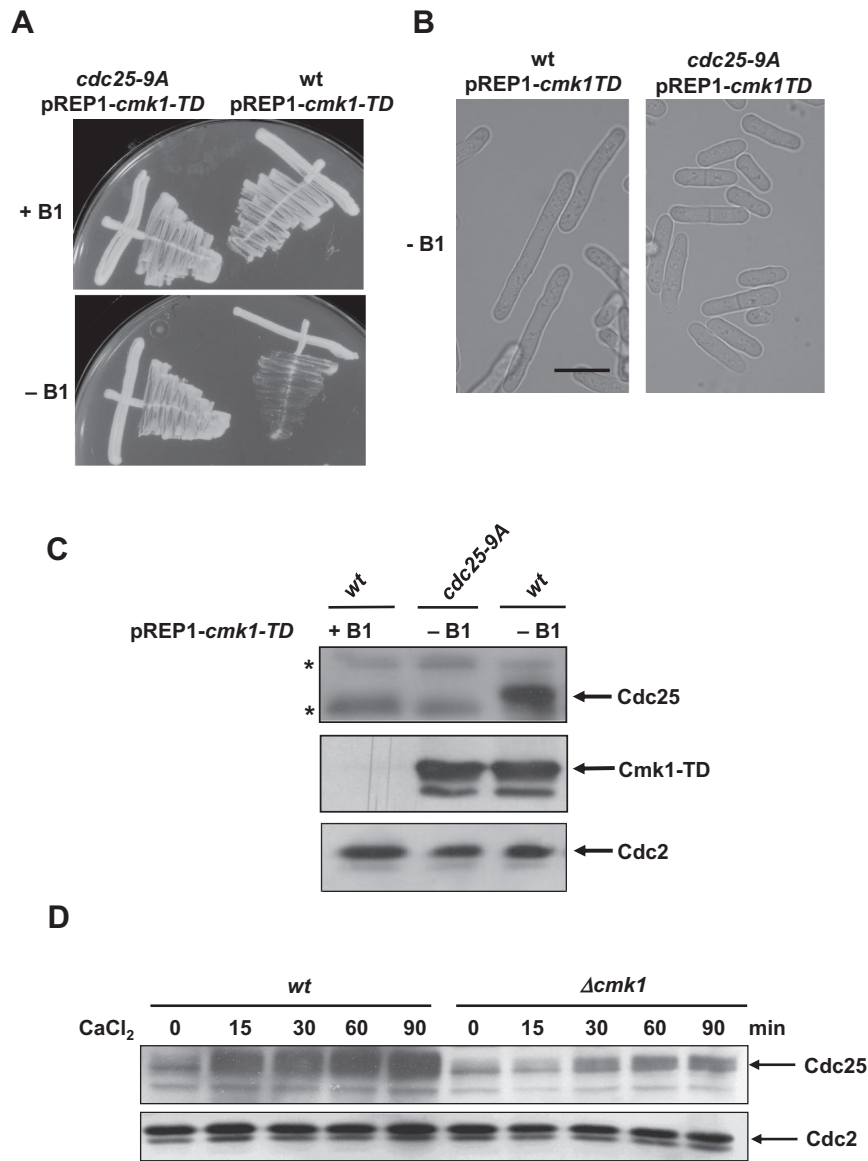 A
cdc25-9A
pREP1-cmk1-TD
wt
pREP1-cmk1-TD
+ B1
– B1
B
wt
pREP1-cmk1TD
cdc25-9A
pREP1-cmk1TD
- B1
C
wt
cdc25-9A
wt
pREP1-cmk1-TD
+ B1
– B1
– B1
*
*
Cdc25
Cmk1-TD
Cdc2
D
wt
Δcmk1
CaCl2
0 15 30 60 90 0 15 30 60 90 min
Cdc25
Cdc2